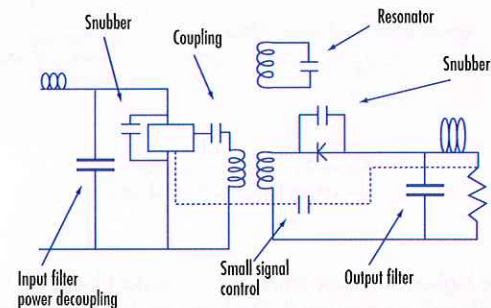 Resonator
Snubber
Coupling
Snubber
Input filter
power decoupling
Small signal
control
Output filter